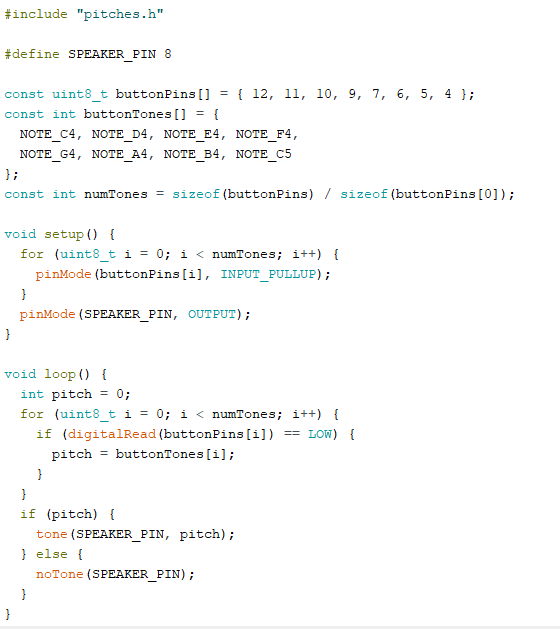 #include "pitches.h"

#define SPEAKER_PIN 8

const uint8_t buttonPins[] = { 12, 11, 10, 9, 7, 6, 5, 4 };
const int buttonTones[] = {
  NOTE_C4, NOTE_D4, NOTE_E4, NOTE_F4,
  NOTE_G4, NOTE_A4, NOTE_B4, NOTE_C5
};
const int numTones = sizeof(buttonPins) / sizeof(buttonPins[0]);

void setup() {
  for (uint8_t i = 0; i < numTones; i++) {
    pinMode(buttonPins[i], INPUT_PULLUP);
  }
  pinMode(SPEAKER_PIN, OUTPUT);
}

void loop() {
  int pitch = 0;
  for (uint8_t i = 0; i < numTones; i++) {
    if (digitalRead(buttonPins[i]) == LOW) {
      pitch = buttonTones[i];
    }
  }
  if (pitch) {
    tone(SPEAKER_PIN, pitch);
  } else {
    noTone(SPEAKER_PIN);
  }
}